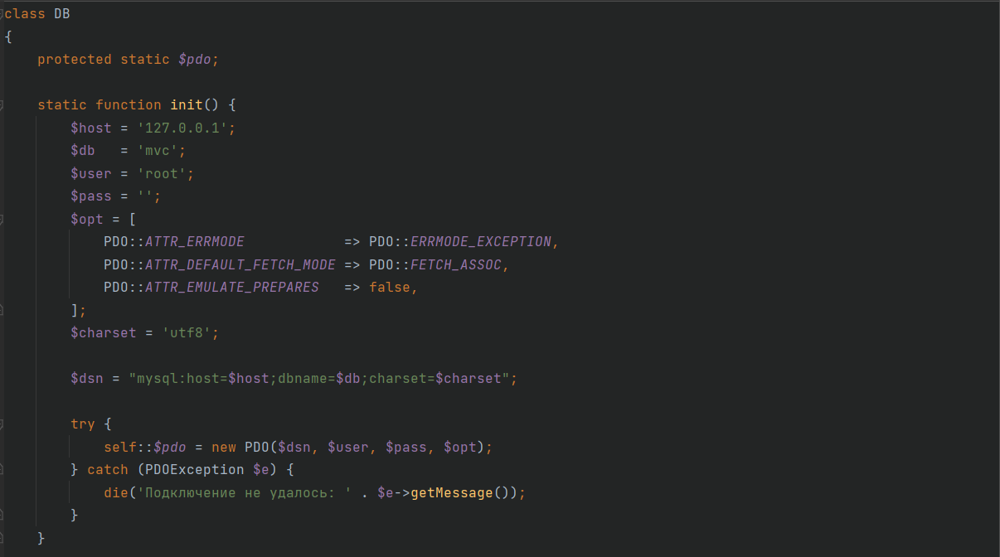 class DB
{
    protected static $pdo;

    static function init() {
        $host = '127.0.0.1';
        $db   = 'mvc';
        $user = 'root';
        $pass = '';
        $opt = [
            PDO::ATTR_ERRMODE            => PDO::ERRMODE_EXCEPTION,
            PDO::ATTR_DEFAULT_FETCH_MODE => PDO::FETCH_ASSOC,
            PDO::ATTR_EMULATE_PREPARES   => false,
        ];
        $charset = 'utf8';

        $dsn = "mysql:host=$host;dbname=$db;charset=$charset";

        try {
            self::$pdo = new PDO($dsn, $user, $pass, $opt);
        } catch (PDOException $e) {
            die('Подключение не удалось: ' . $e->getMessage());
        }
    }